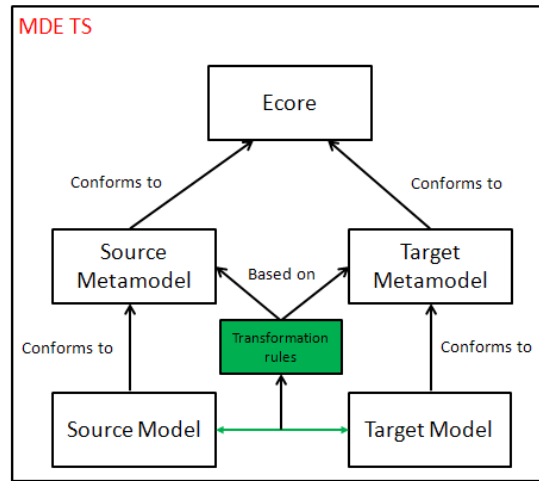 MDE TS
Ecore
Conforms to
Conforms to
Source
Metamodel
Based on
Target
Metamodel
Conforms to
Transformation
rules
Conforms to
Source Model
Target Model